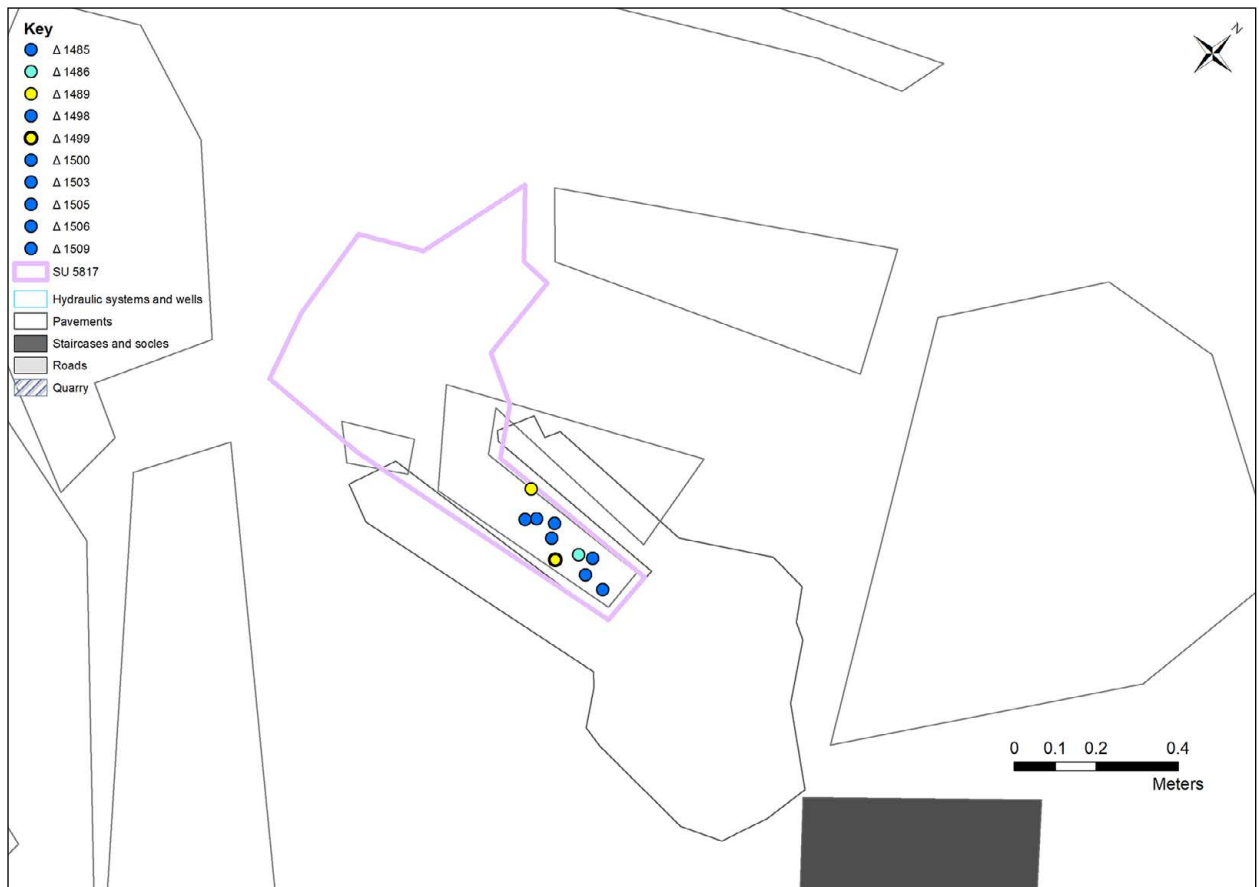 Key
Δ 1485
Δ 1486
Δ 1489
Δ 1498
Δ 1499
Δ 1500
Δ 1503
Δ 1505
Δ 1506
Δ 1509
SU 5817
Hydraulic systems and wells
Pavements
Staircases and socles
Roads
Quarry
N
0 0.1 0.2 0.4
Meters